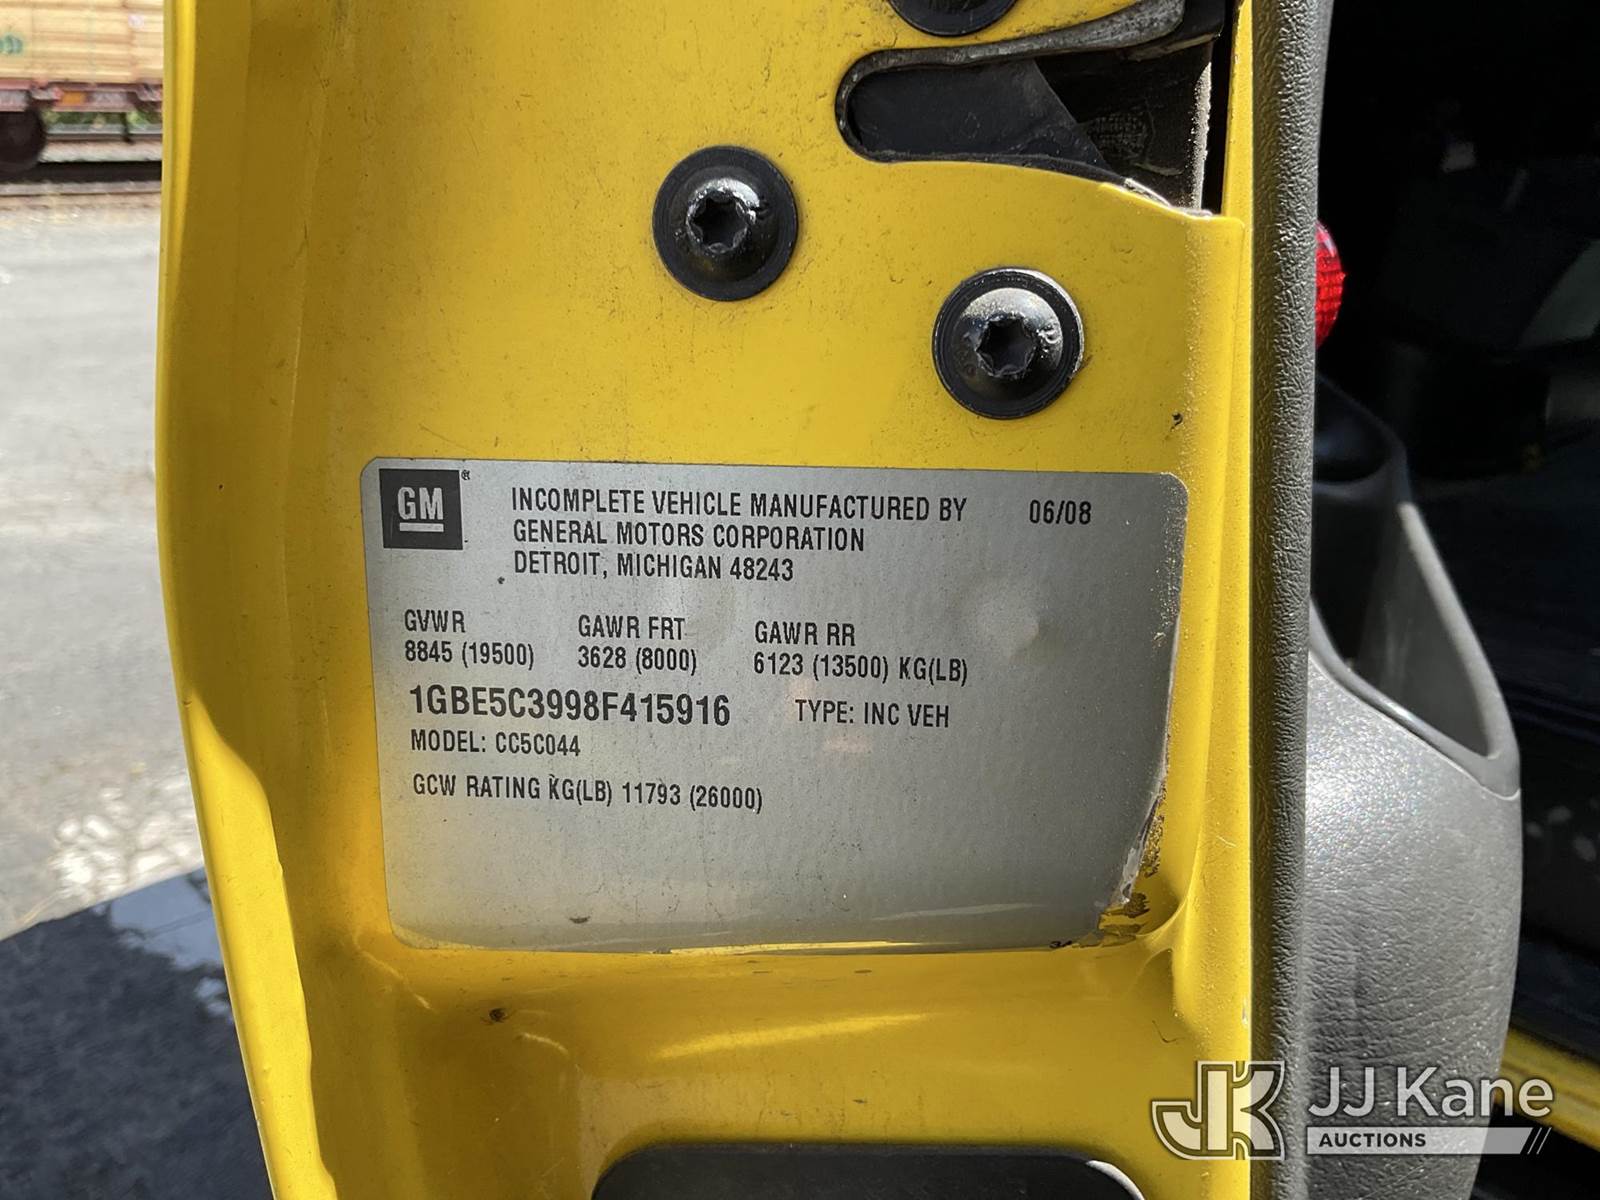 GM
INCOMPLETE VEHICLE MANUFACTURED BY 06/08
GENERAL MOTORS CORPORATION
DETROIT, MICHIGAN 48243
GVWR GAWR FRT GAWR RR
8845 (19500) 3628 (8000) 6123 (13500) KG(LB)
1GBE5C3998F415916 TYPE: INC VEH
MODEL: CC5C044
GCW RATING KG(LB) 11793 (26000)
JK JJ Kane
AUCTIONS